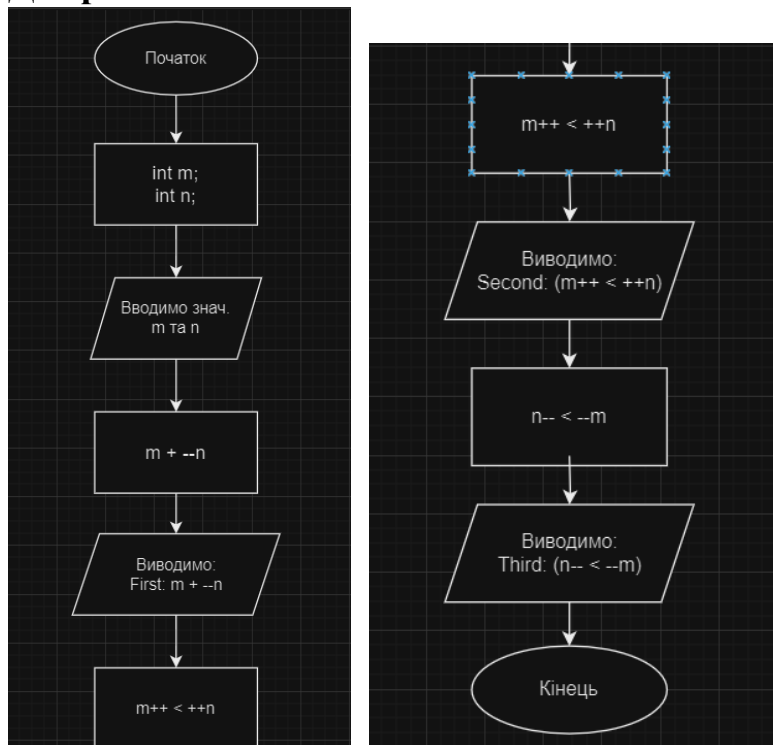 Початок
int m;
int n;
Вводимо знач.
m та n
m + --n
Виводимо:
First: m + --n
m++ < ++n
m++ < ++n
Виводимо:
Second: (m++ < ++n)
n-- < --m
Виводимо:
Third: (n-- < --m)
Кінець